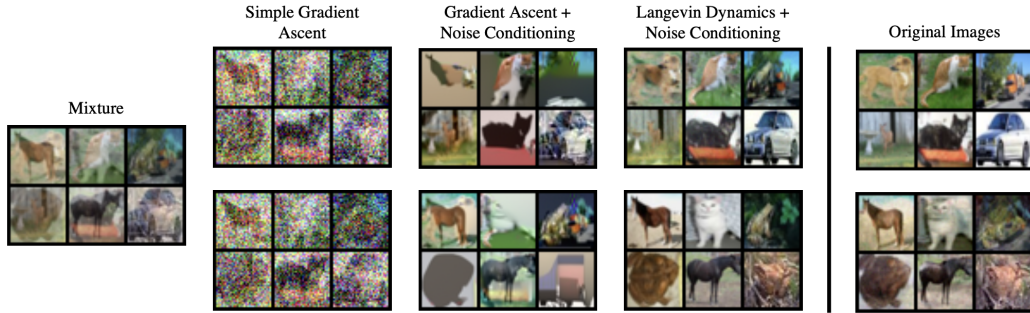 Simple Gradient
Ascent
Gradient Ascent +
Noise Conditioning
Langevin Dynamics +
Noise Conditioning
Original Images
Mixture